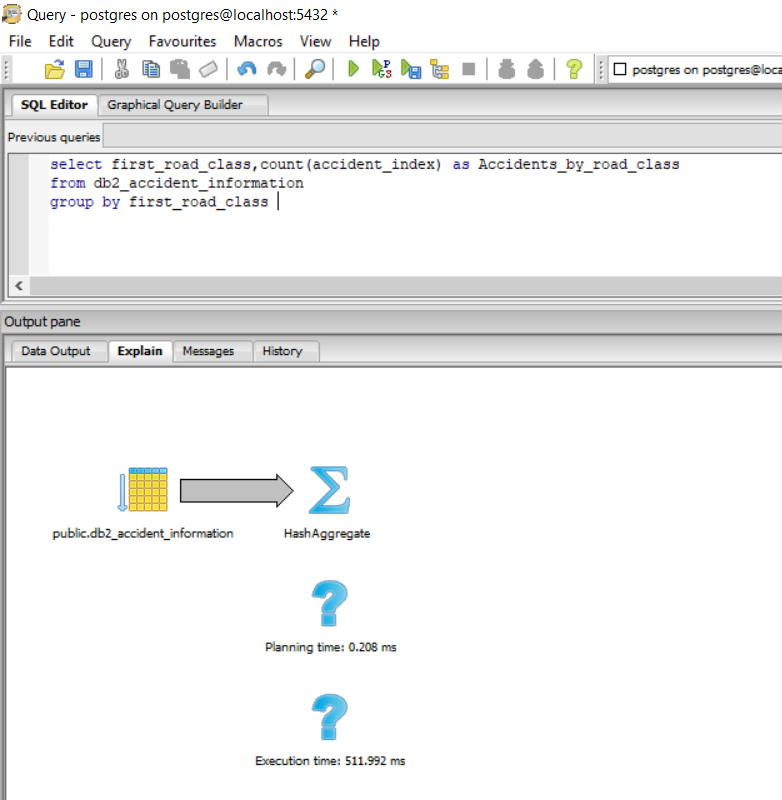 Query - postgres on postgres@localhost:5432 *
File Edit Query Favourites Macros View Help
postgres on postgres@loca
SQL Editor Graphical Query Builder
Previous queries
select first_road_class,count(accident_index) as Accidents_by_road_class
from db2_accident_information
group by first_road_class
Output pane
Data Output Explain Messages History
public.db2_accident_information HashAggregate
Planning time: 0.208 ms
Execution time: 511.992 ms